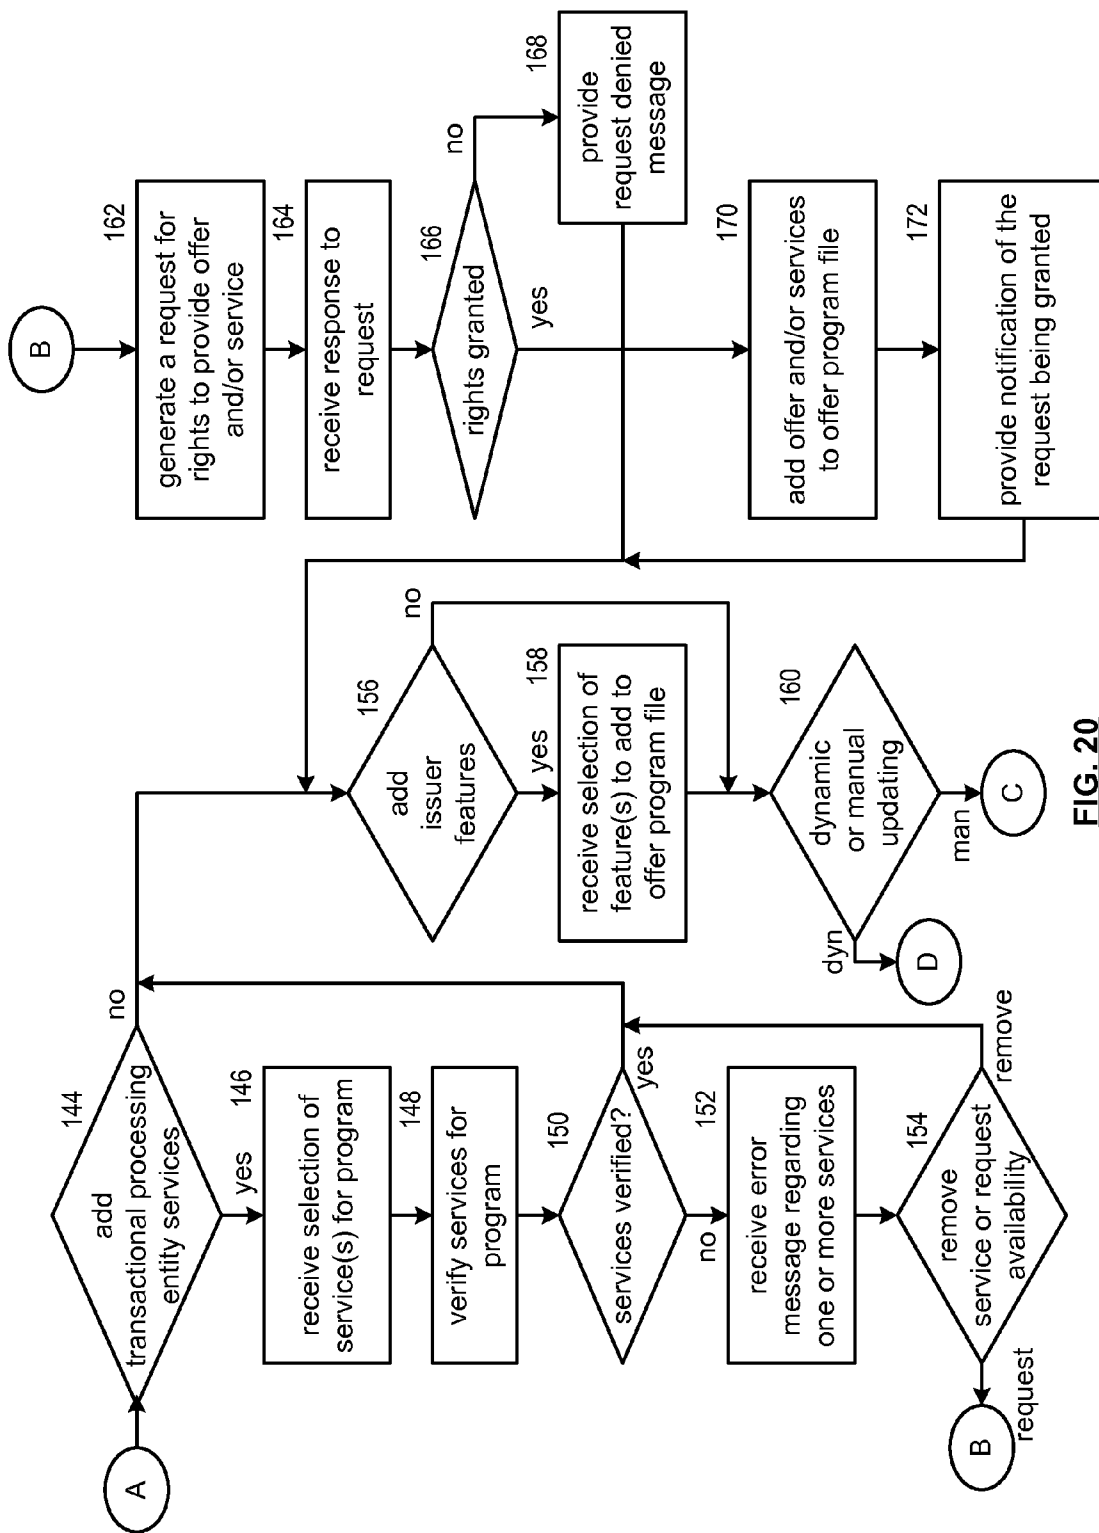 A
add
transactional processing
entity services
144
no
yes
receive selection of
service(s) for program
146
verify services for
program
148
services verified?
150
yes
no
receive error
message regarding
one or more services
152
remove
service or request
availability
154
remove
request
B
add
issuer
features
156
no
yes
receive selection of
feature(s) to add to
offer program file
158
dynamic
or manual
updating
160
dyn
D
man
C
B
generate a request for
rights to provide offer
and/or service
162
receive response to
request
164
rights granted
166
no
yes
provide
request denied
message
168
add offer and/or services
to offer program file
170
provide notification of the
request being granted
172
FIG. 20